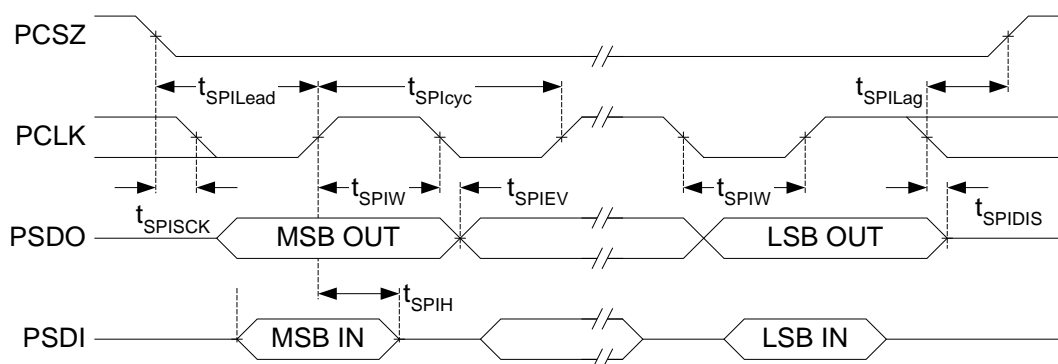 PCSZ
tSPILead tSPIcyc tSPILag
PCLK
tSPIW tSPIEV tSPIW
tSPISCK tSPIDIS
PSDO MSB OUT LSB OUT
tSPIH
PSDI MSB IN LSB IN